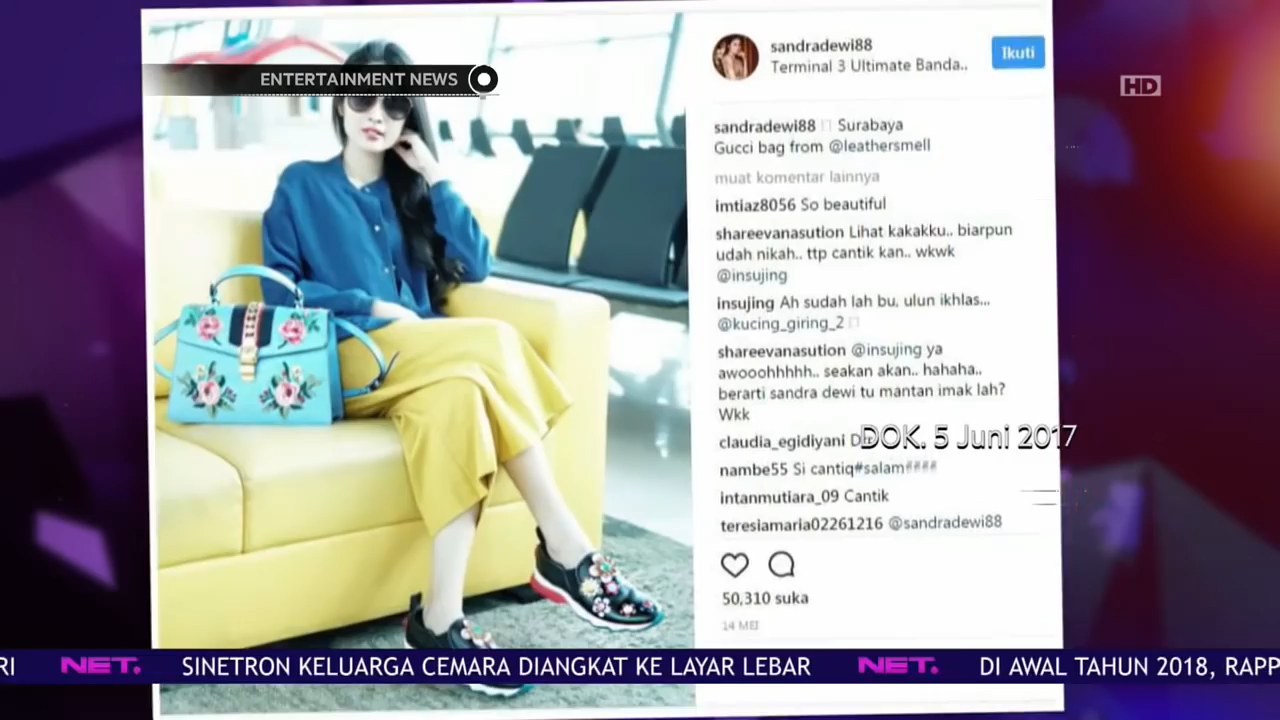 ENTERTAINMENT NEWS
HD
sandradewi88
Terminal 3 Ultimate Banda..
Ikuti
sandradewi88 Surabaya
Gucci bag from @leathersmell
muat komentar lainnya
imtiaz8056 So beautiful
shareevanasution Lihat kakakku.. biarpun
udah nikah.. ttp cantik kan.. wkwk
@insujing
insujing Ah sudah lah bu, ulun ikhlas...
@kucing_giring_2
shareevanasution @insujing ya
awooohhhhh.. seakan akan.. hahaha..
berarti sandra dewi tu mantan imak lah?
Wkk
claudia_egidiyani
DOK. 5 Juni 2017
nambe55 Si cantiq#salam####
intanmutiara_09 Cantik
teresiamaria02261216 @sandradewi88
50,310 suka
14 MEI
RI NET. SINETRON KELUARGA CEMARA DIANGKAT KE LAYAR LEBAR NET. DI AWAL TAHUN 2018, RAPP